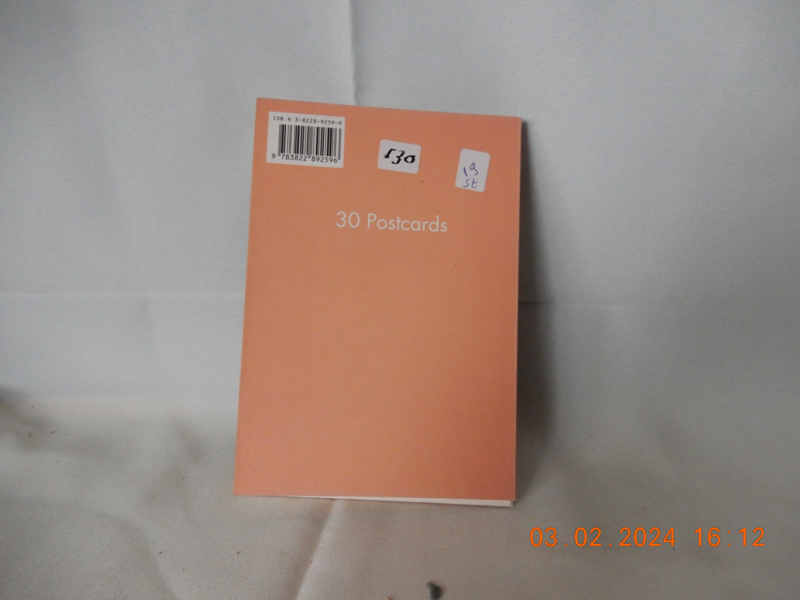 ISBN 3-8228-9259-0
9 783822 892596
130
19
St
30 Postcards
03.02.2024 16:12